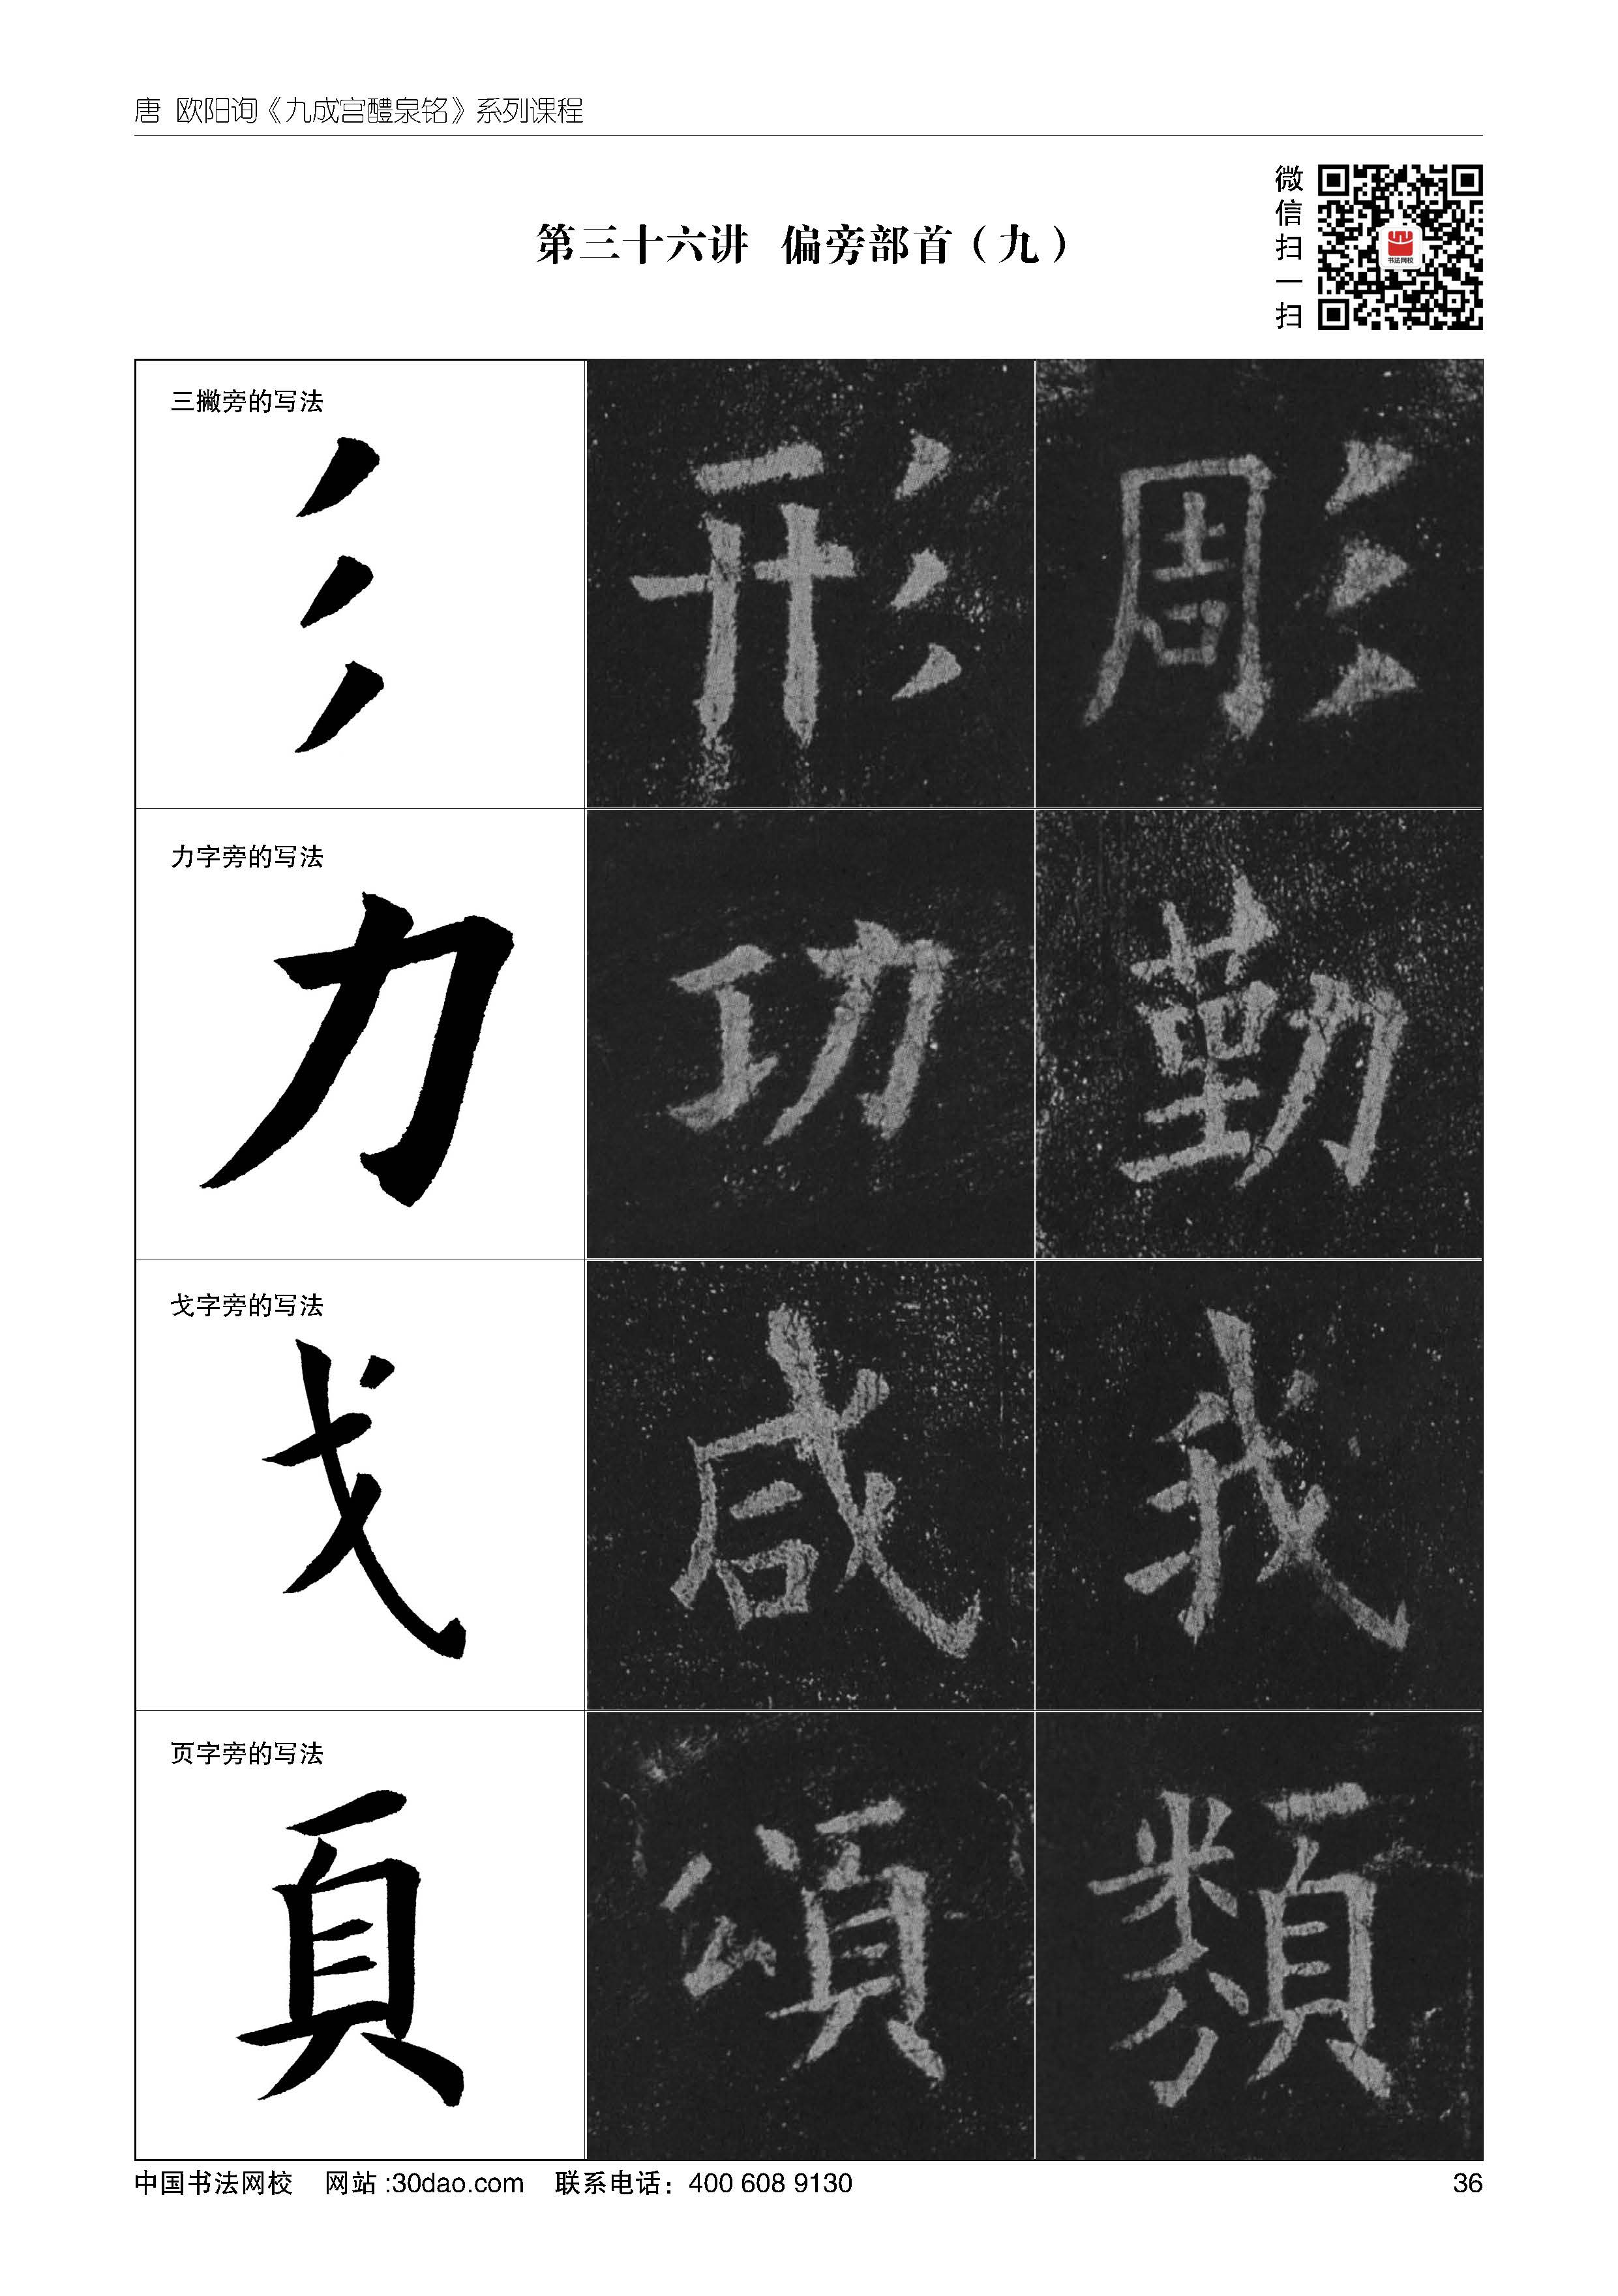 唐 欧阳询《九成宫醴泉铭》系列课程
第三十六讲 偏旁部首（九）
微信扫一扫
书法网校
三撇旁的写法
彡
形
彫
力字旁的写法
力
功
勤
戈字旁的写法
戈
咸
我
页字旁的写法
頁
頌
類
中国书法网校 网站:30dao.com 联系电话：400 608 9130
36